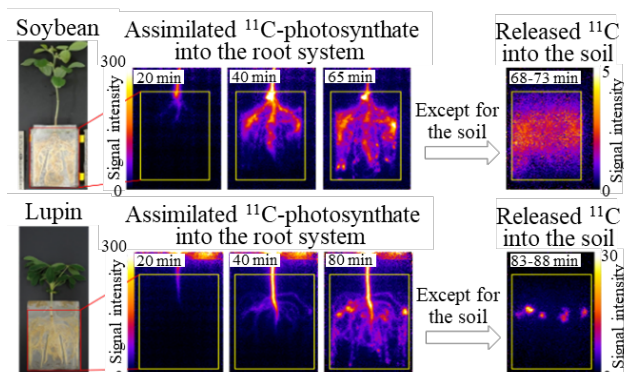 Soybean
Assimilated ¹¹C-photosynthate
into the root system
Released ¹¹C
into the soil
300
Signal intensity
0
20 min
40 min
65 min
Except for
the soil
68-73 min
5
Signal intensity
0
Lupin
Assimilated ¹¹C-photosynthate
into the root system
Released ¹¹C
into the soil
300
Signal intensity
0
20 min
40 min
80 min
Except for
the soil
83-88 min
30
Signal intensity
0